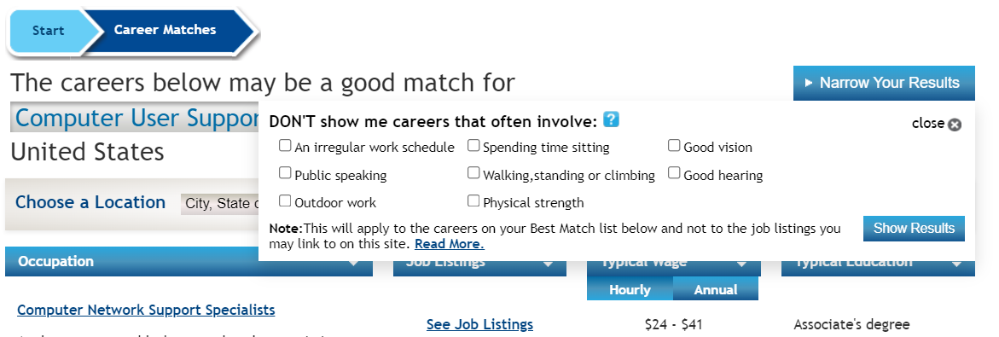 Start
Career Matches
The careers below may be a good match for
Narrow Your Results
Computer User Suppor
United States
DON'T show me careers that often involve: ?
close
An irregular work schedule
Spending time sitting
Good vision
Public speaking
Walking,standing or climbing
Good hearing
Outdoor work
Physical strength
Note:This will apply to the careers on your Best Match list below and not to the job listings you
may link to on this site. Read More.
Show Results
Choose a Location
City, State
Occupation
Job Listings
Typical Wage
Typical Education
Hourly
Annual
Computer Network Support Specialists
See Job Listings
$24 - $41
Associate's degree